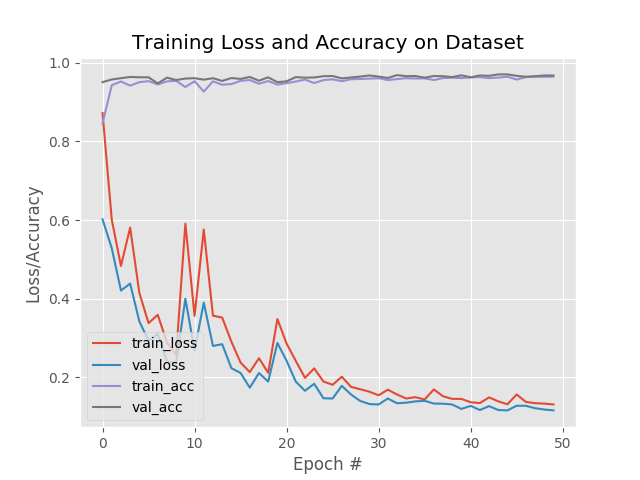 Training Loss and Accuracy on Dataset
Loss/Accuracy
1.0
0.8
0.6
0.4
0.2
train_loss
val_loss
train_acc
val_acc
0
10
20
30
40
50
Epoch #